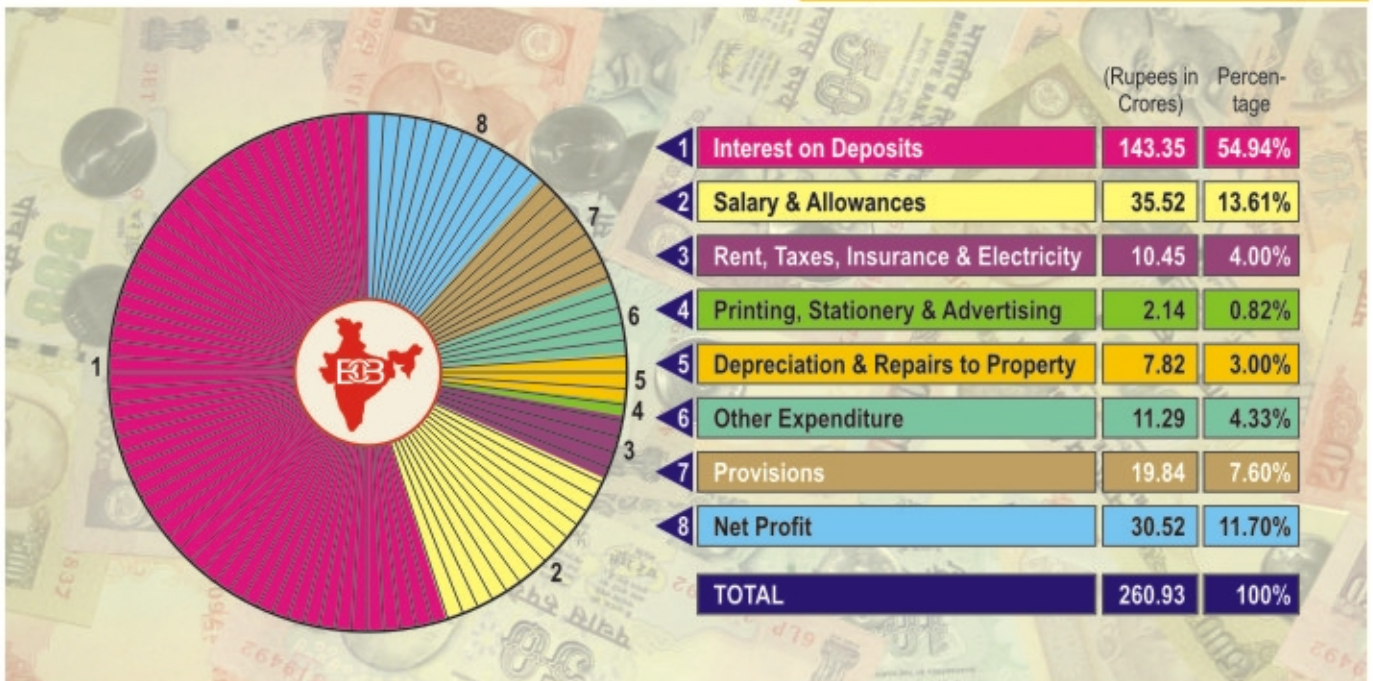 (Rupees in Percen-
Crores) tage
1 Interest on Deposits 143.35 54.94%
2 Salary & Allowances 35.52 13.61%
3 Rent, Taxes, Insurance & Electricity 10.45 4.00%
4 Printing, Stationery & Advertising 2.14 0.82%
5 Depreciation & Repairs to Property 7.82 3.00%
6 Other Expenditure 11.29 4.33%
7 Provisions 19.84 7.60%
8 Net Profit 30.52 11.70%
TOTAL 260.93 100%
8
7
6
1
5
4
3
2